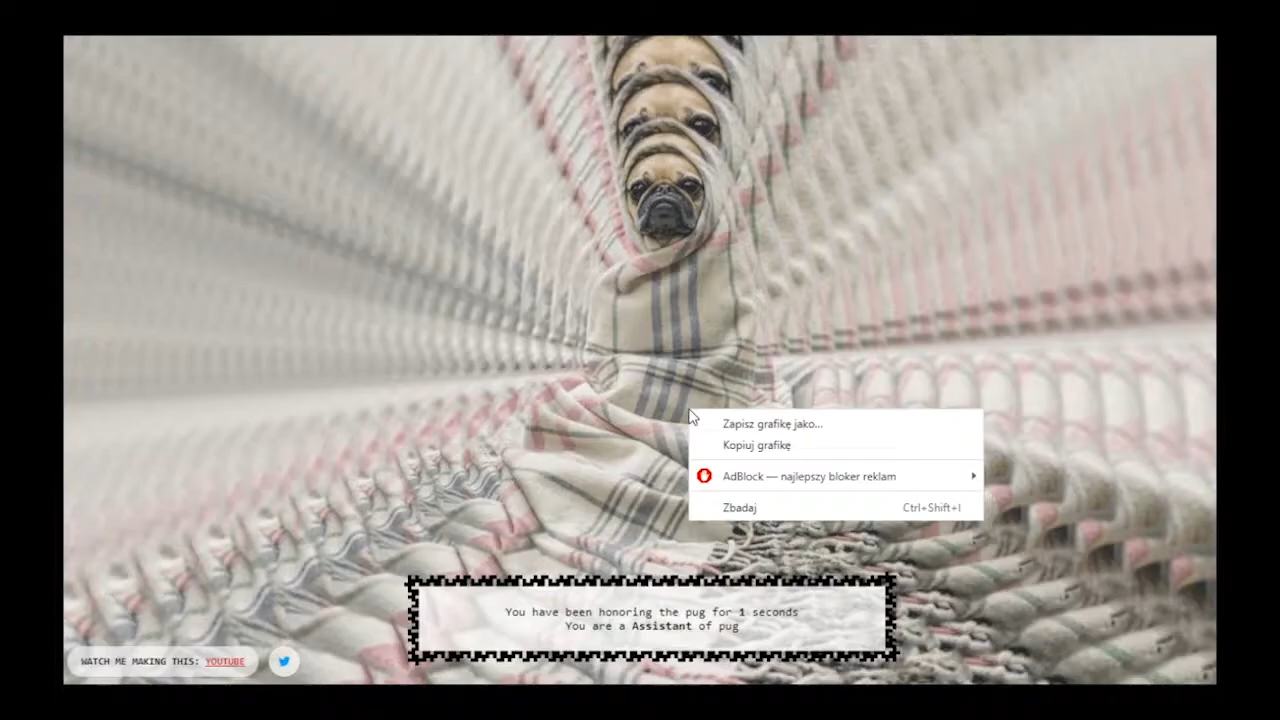 Zapisz grafikę jako...
Kopiuj grafikę
AdBlock — najlepszy bloker reklam
Zbadaj Ctrl+Shift+I
You have been honoring the pug for 1 seconds
You are a Assistant of pug
WATCH ME MAKING THIS: YOUTUBE